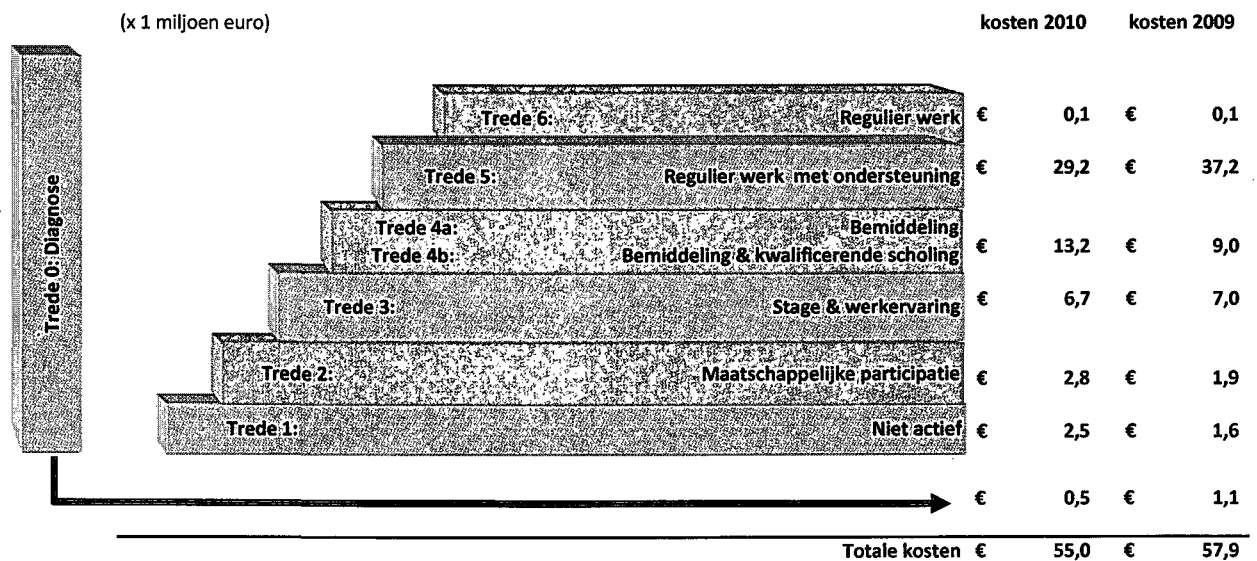 (x 1 miljoen euro) kosten 2010 kosten 2009
Trede 0: Diagnose
Trede 6: Regulier werk € 0,1 € 0,1
Trede 5: Regulier werk met ondersteuning € 29,2 € 37,2
Trede 4a: Bemiddeling
Trede 4b: Bemiddeling & kwalificerende scholing € 13,2 € 9,0
Trede 3: Stage & werkervaring € 6,7 € 7,0
Trede 2: Maatschappelijke participatie € 2,8 € 1,9
Trede 1: Niet actief € 2,5 € 1,6
€ 0,5 € 1,1
Totale kosten € 55,0 € 57,9